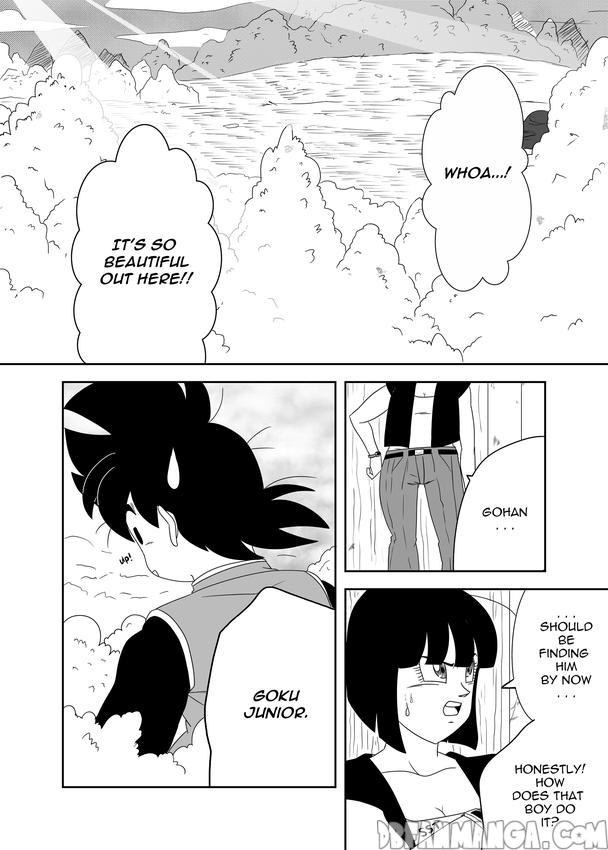 WHOA...!
IT'S SO
BEAUTIFUL
OUT HERE!!
GOHAN
...
...
SHOULD
BE
FINDING
HIM
BY NOW
...
HONESTLY!
HOW
DOES THAT
BOY DO
IT?
UP!
GOKU
JUNIOR.
DBFANMANGA.COM